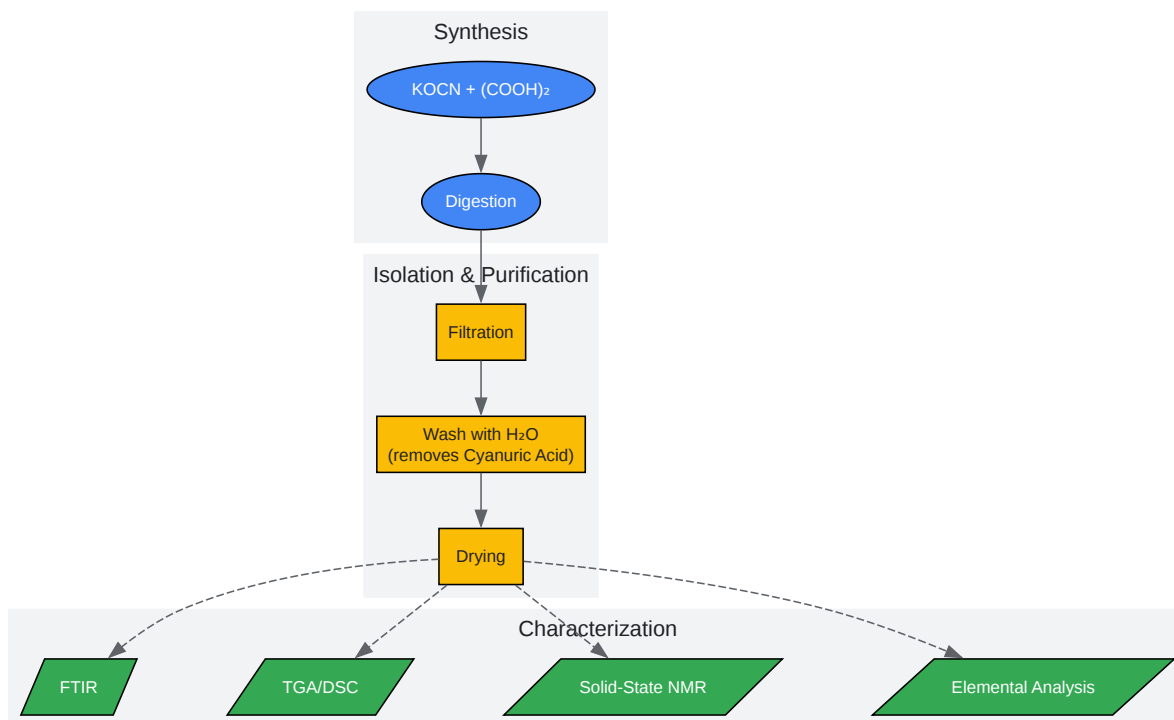 Synthesis
KOCN + (COOH)₂
Digestion
Isolation & Purification
Filtration
Wash with H₂O
(removes Cyanuric Acid)
Drying
Characterization
FTIR
TGA/DSC
Solid-State NMR
Elemental Analysis